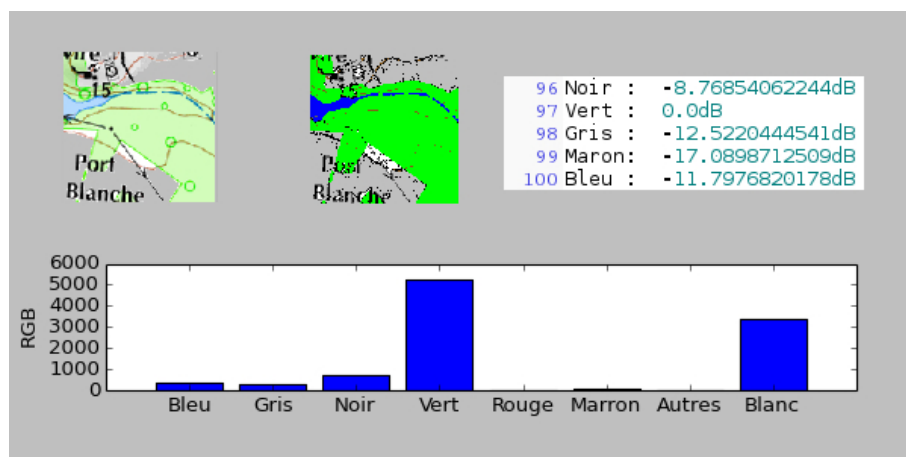 15
Port
Blanche
15
Port
Blanche
96 Noir : -8.76854062244dB
97 Vert : 0.0dB
98 Gris : -12.5220444541dB
99 Maron: -17.0898712509dB
100 Bleu : -11.7976820178dB
6000
5000
4000
3000
2000
1000
0
RGB
Bleu Gris Noir Vert Rouge Marron Autres Blanc